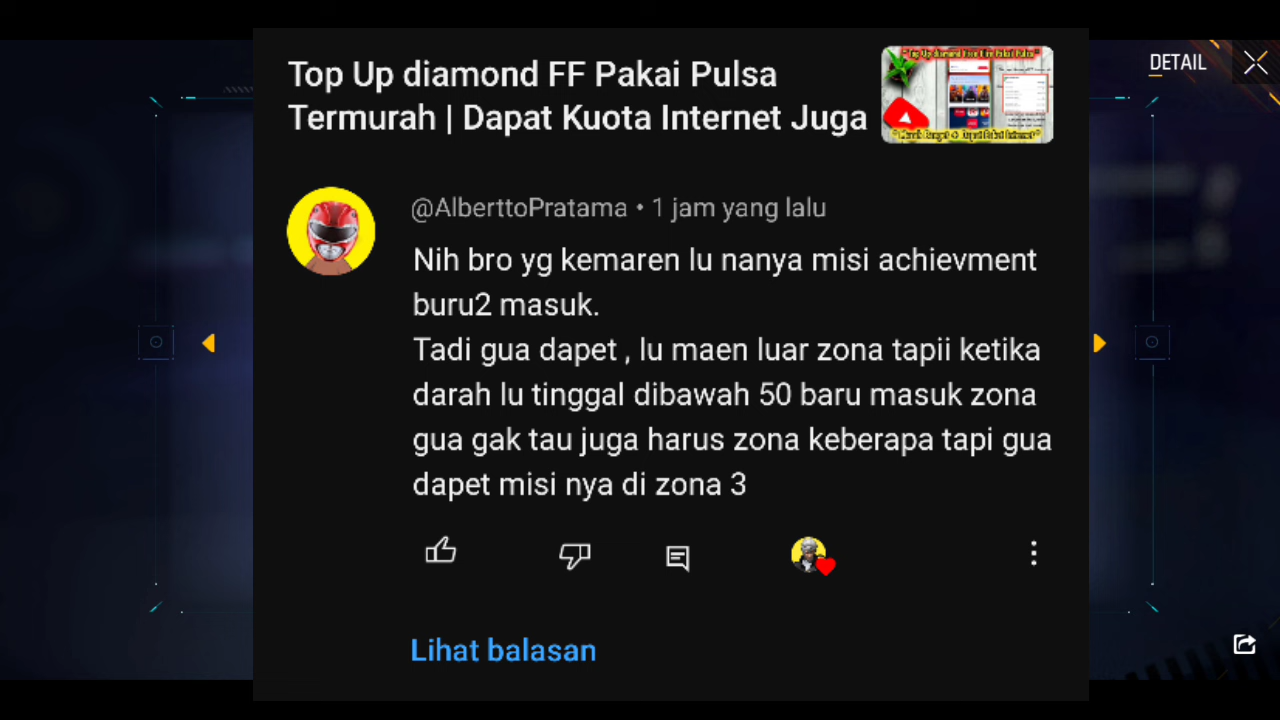 Top Up diamond FF Pakai Pulsa
Termurah | Dapat Kuota Internet Juga
DETAIL
@AlberttoPratama • 1 jam yang lalu
Nih bro yg kemaren lu nanya misi achievment
buru2 masuk.
Tadi gua dapet , lu maen luar zona tapii ketika
darah lu tinggal dibawah 50 baru masuk zona
gua gak tau juga harus zona keberapa tapi gua
dapet misi nya di zona 3
Lihat balasan